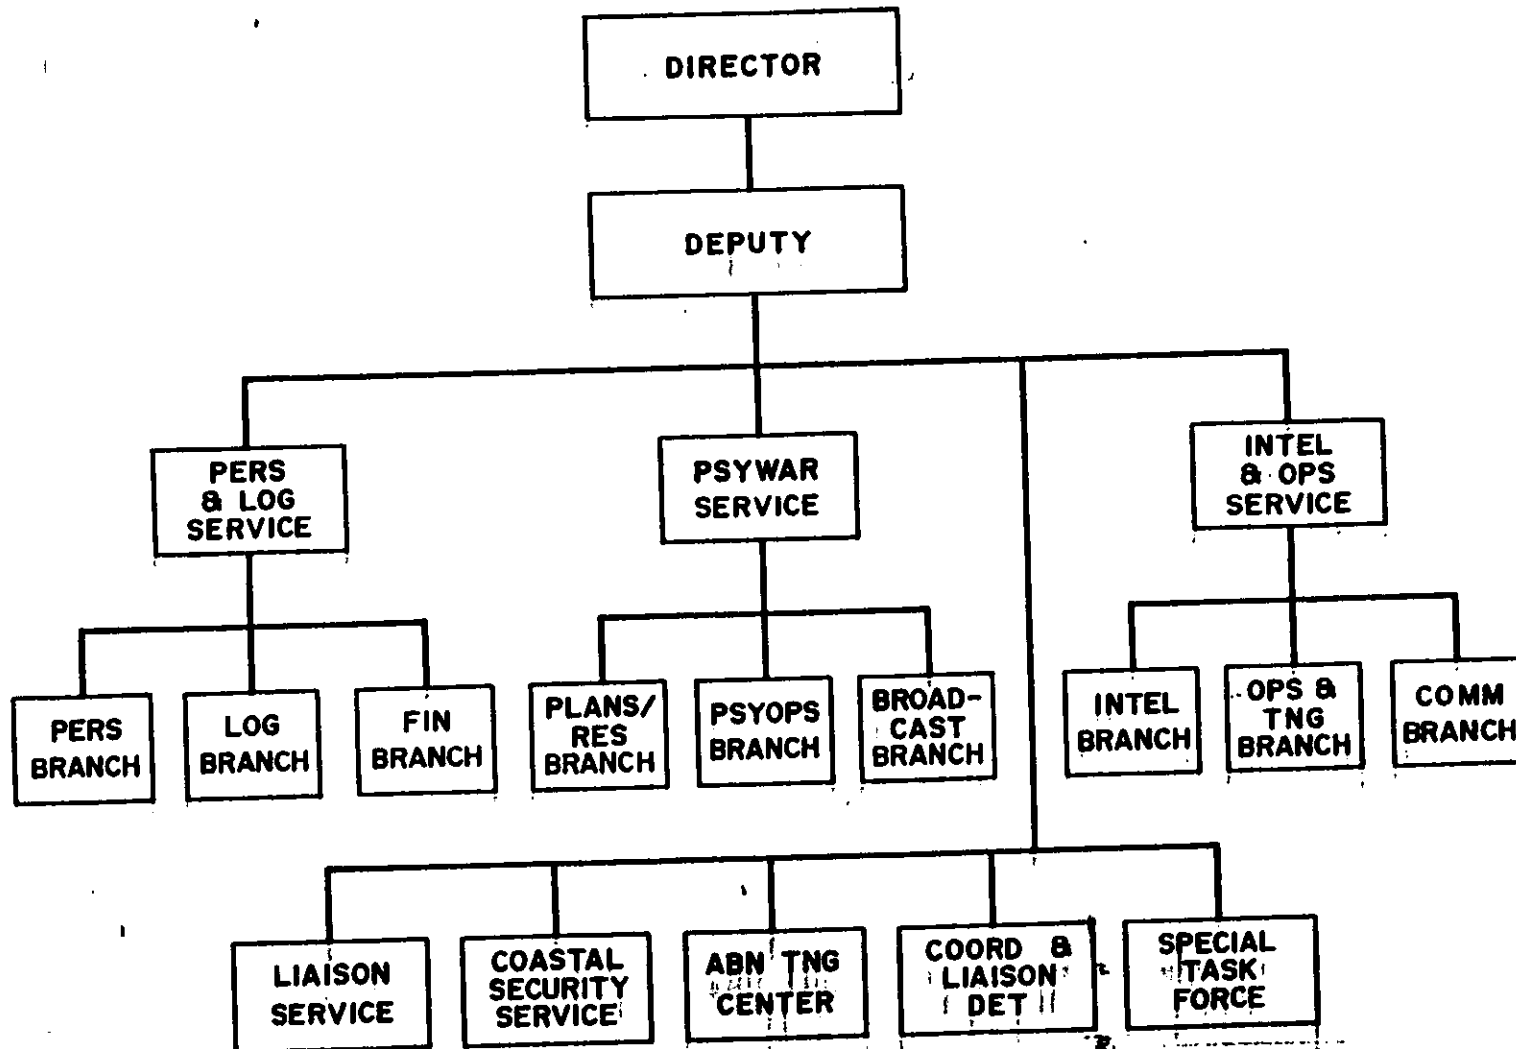 DIRECTOR
DEPUTY
PERS
& LOG
SERVICE
PSYWAR
SERVICE
INTEL
& OPS
SERVICE
PERS
BRANCH
LOG
BRANCH
FIN
BRANCH
PLANS/
RES
BRANCH
PSYOPS
BRANCH
BROAD-
CAST
BRANCH
INTEL
BRANCH
OPS &
TNG
BRANCH
COMM
BRANCH
LIAISON
SERVICE
COASTAL
SECURITY
SERVICE
ABN TNG
CENTER
COORD &
LIAISON
DET
SPECIAL
TASK
FORCE